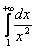 ∫₁^{+∞} dx/x²